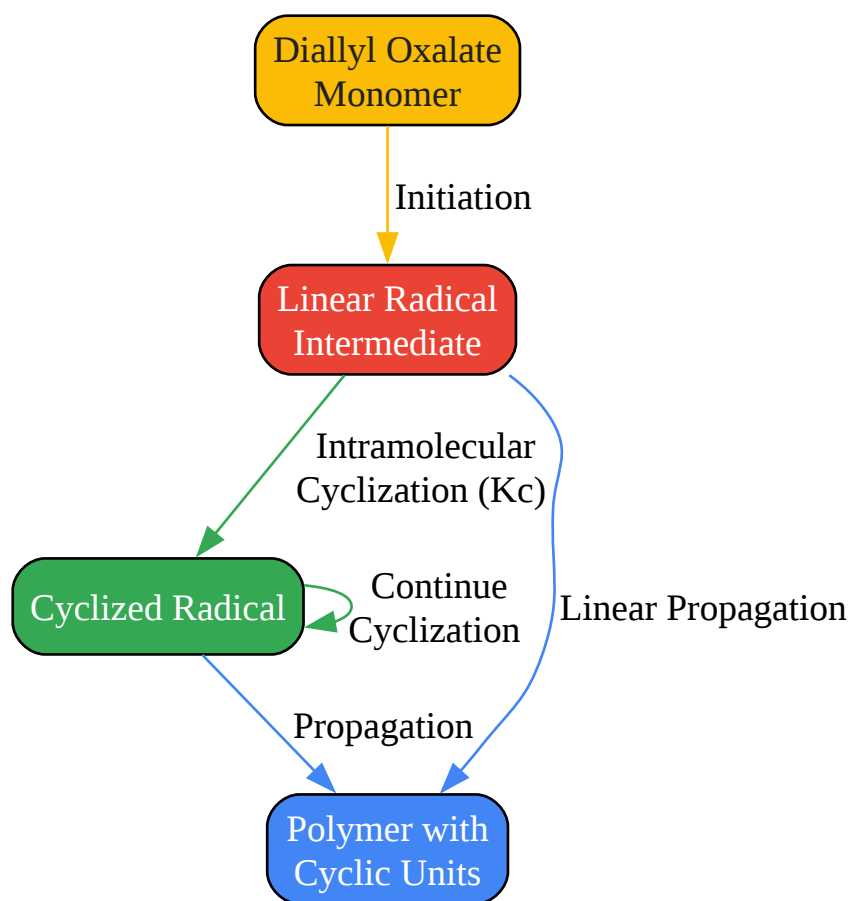 Diallyl Oxalate
Monomer
Initiation
Linear Radical
Intermediate
Intramolecular
Cyclization (Kc)
Cyclized Radical
Continue
Cyclization
Linear Propagation
Propagation
Polymer with
Cyclic Units